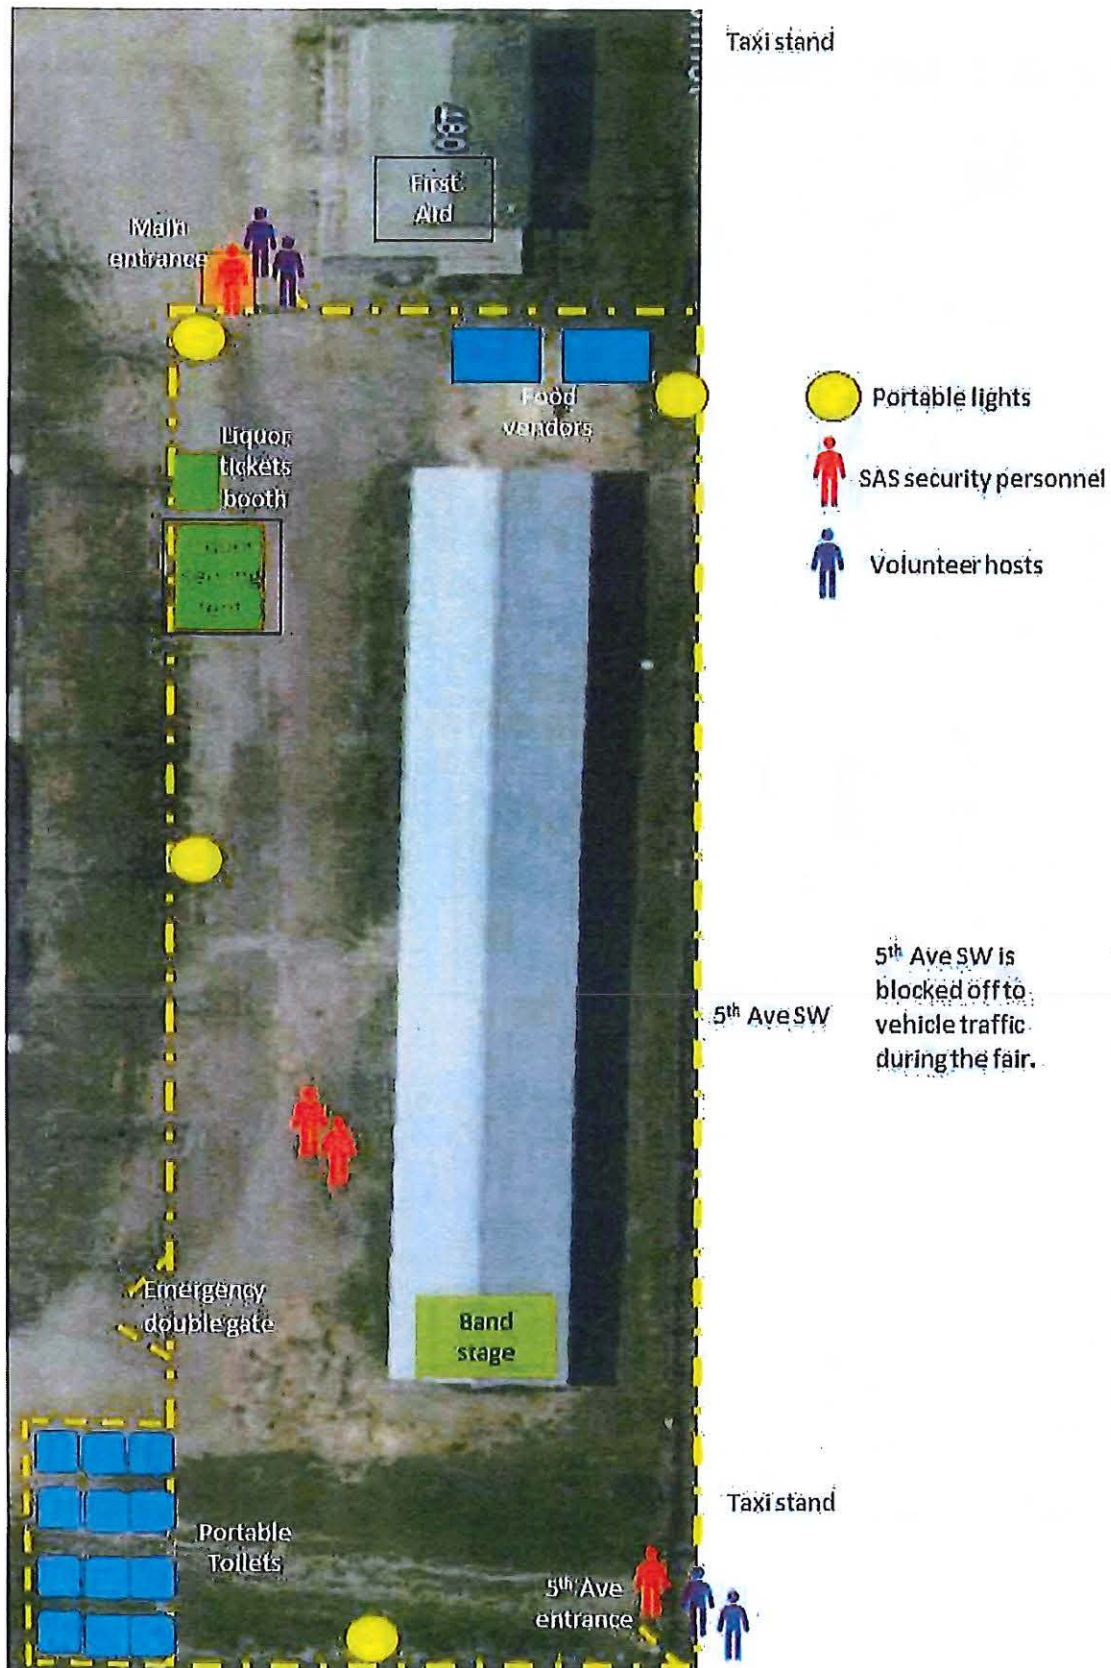 Taxi stand
First
Aid
Main
entrance
Food
vendors
Portable lights
Liquor
tickets
booth
SAS security personnel
Volunteer hosts
5th Ave SW
5th Ave SW is
blocked off to
vehicle traffic
during the fair.
Emergency
double gate
Band
stage
Taxi stand
Portable
Toilets
5th Ave
entrance